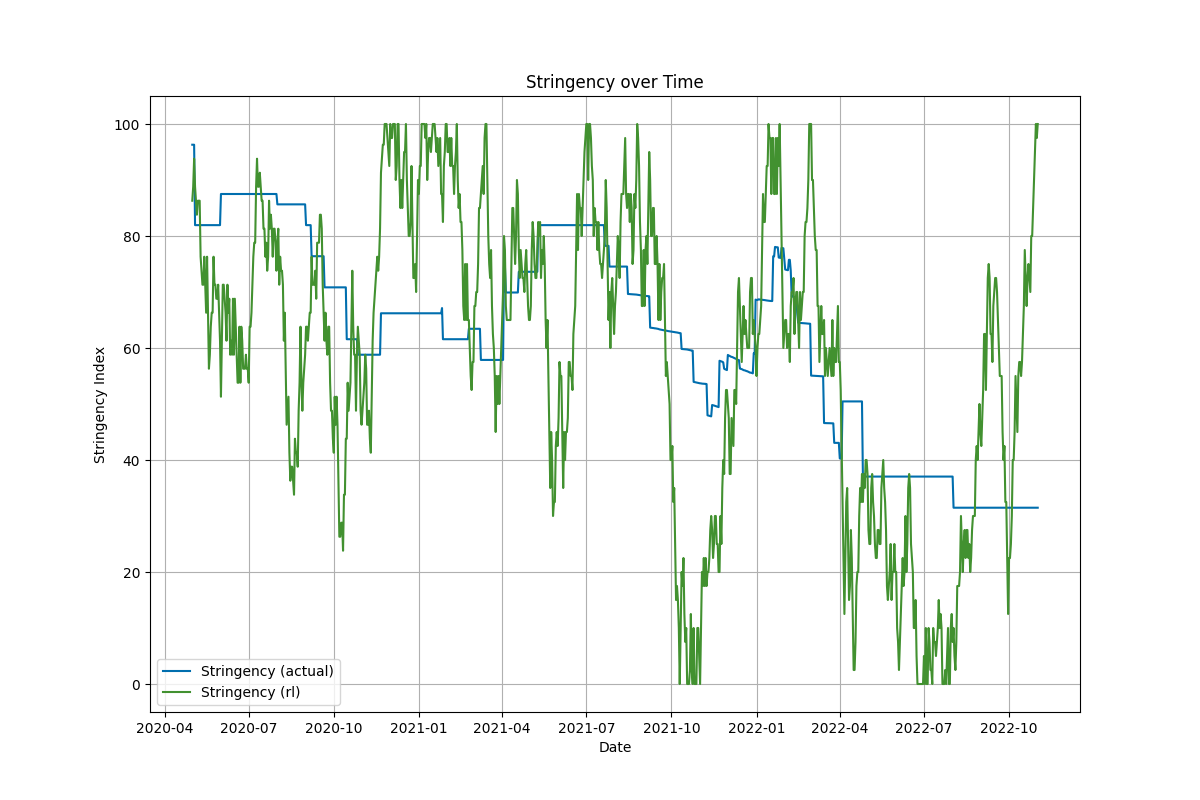 Stringency over Time
Stringency Index
100
80
60
40
20
0
Stringency (actual)
Stringency (rl)
2020-04 2020-07 2020-10 2021-01 2021-04 2021-07 2021-10 2022-01 2022-04 2022-07 2022-10
Date